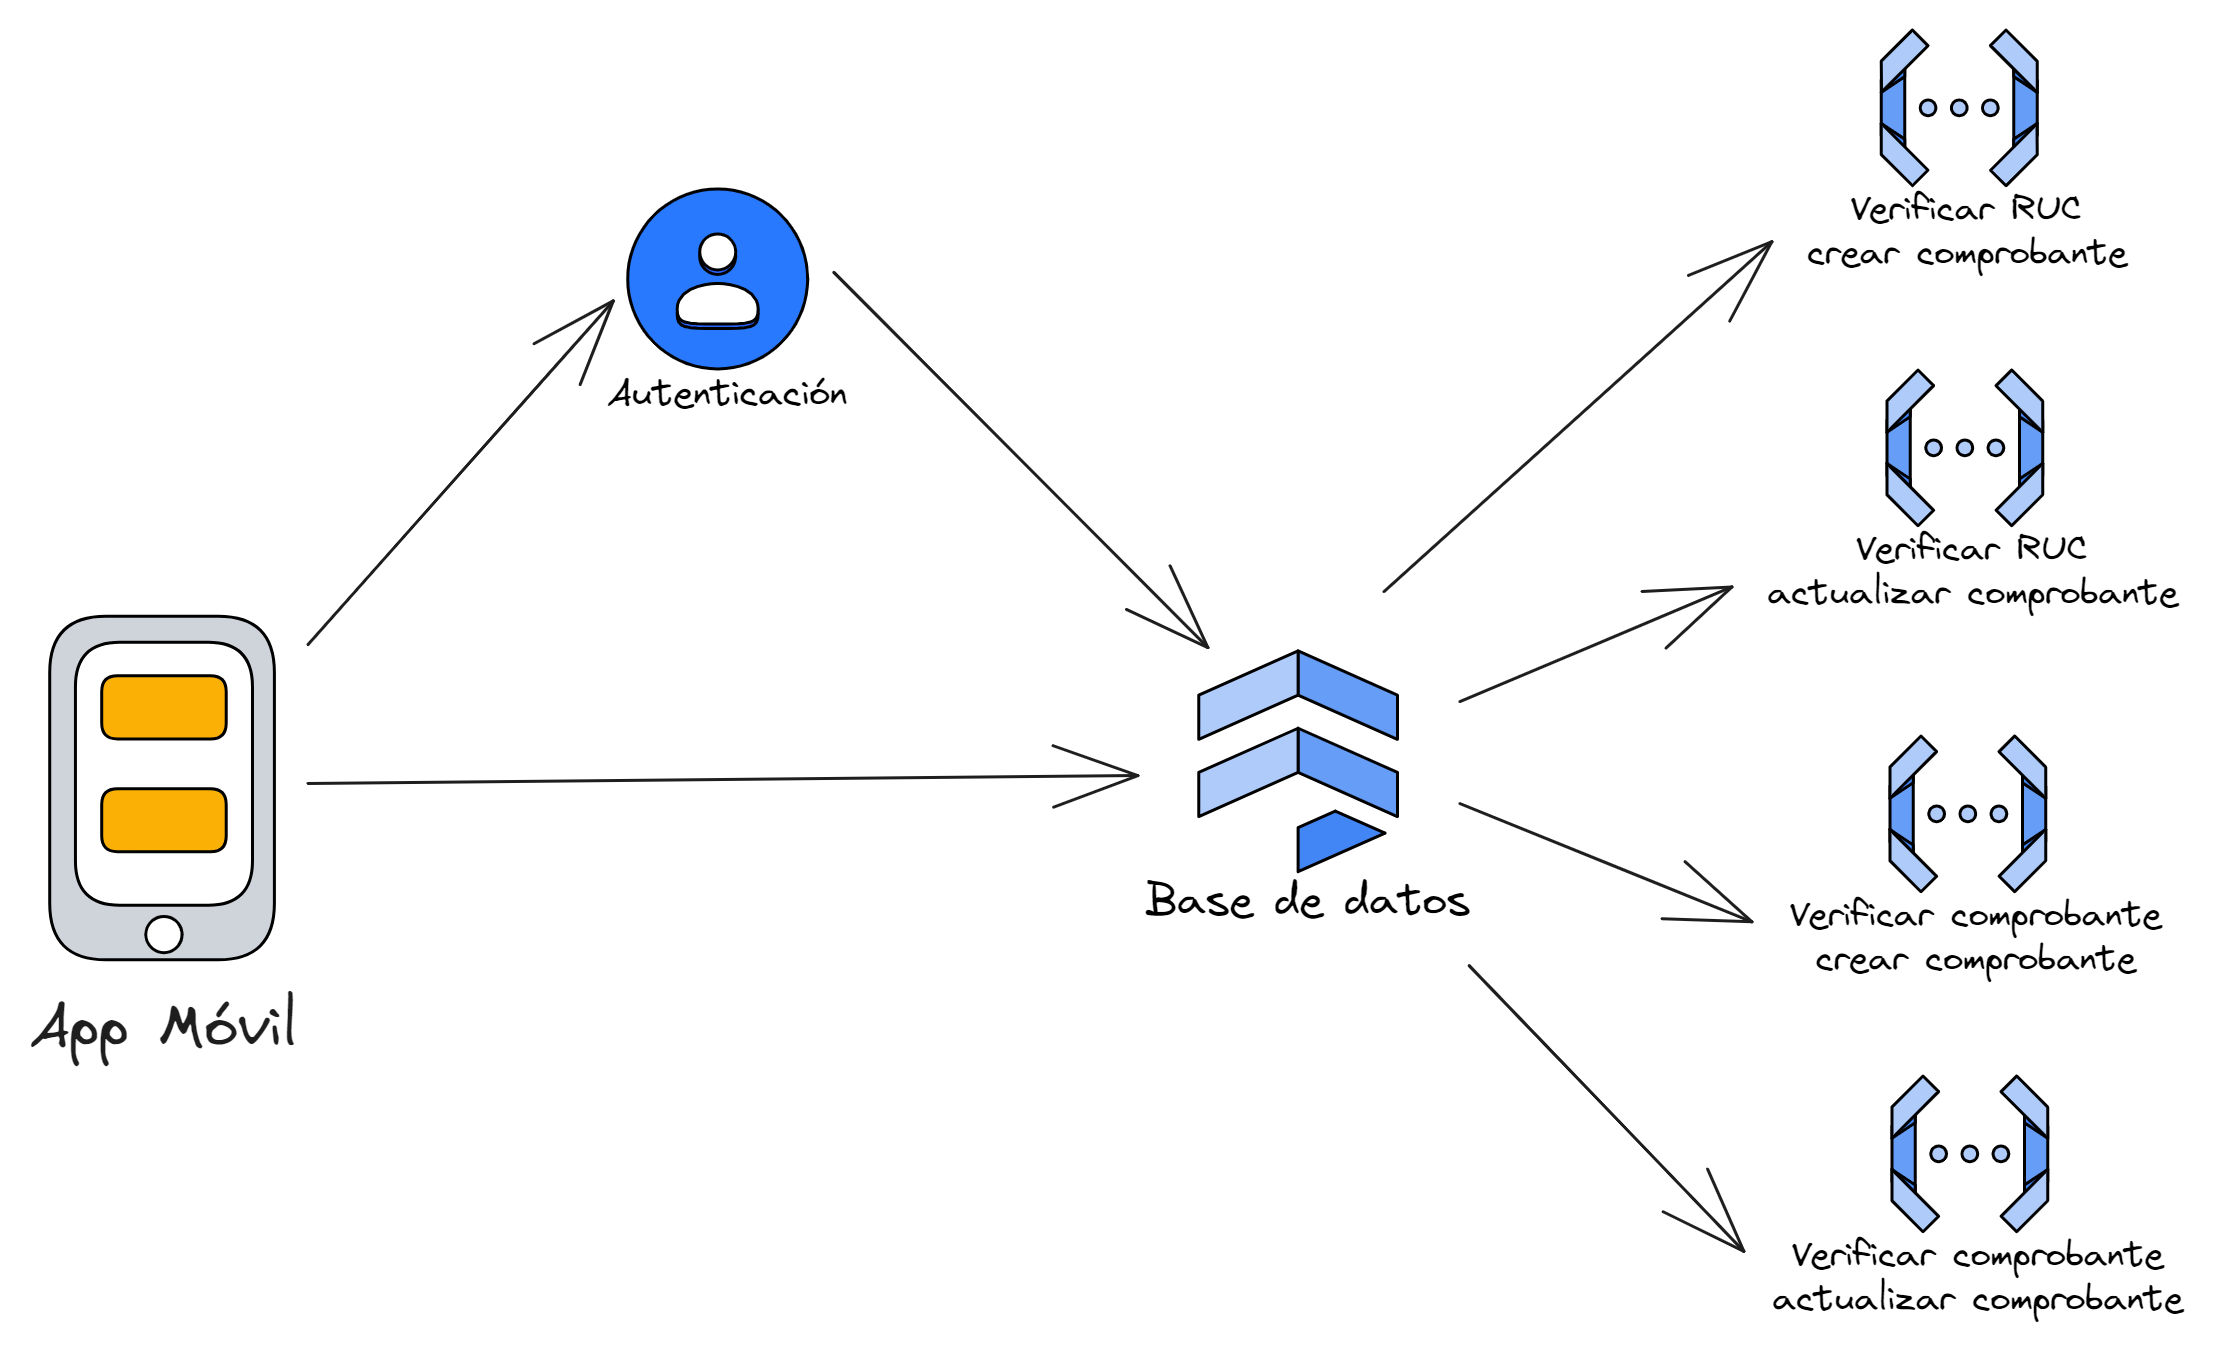 Verificar RUC
crear comprobante
Autenticación
Verificar RUC
actualizar comprobante
Base de datos
Verificar comprobante
crear comprobante
App Móvil
Verificar comprobante
actualizar comprobante